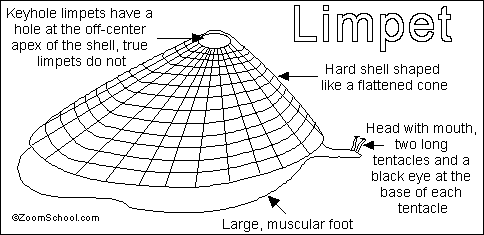 Keyhole limpets have a
hole at the off-center
apex of the shell, true
limpets do not
Limpet
Hard shell shaped
like a flattened cone
Head with mouth,
two long
tentacles and a
black eye at the
base of each
tentacle
Large, muscular foot
©ZoomSchool.com